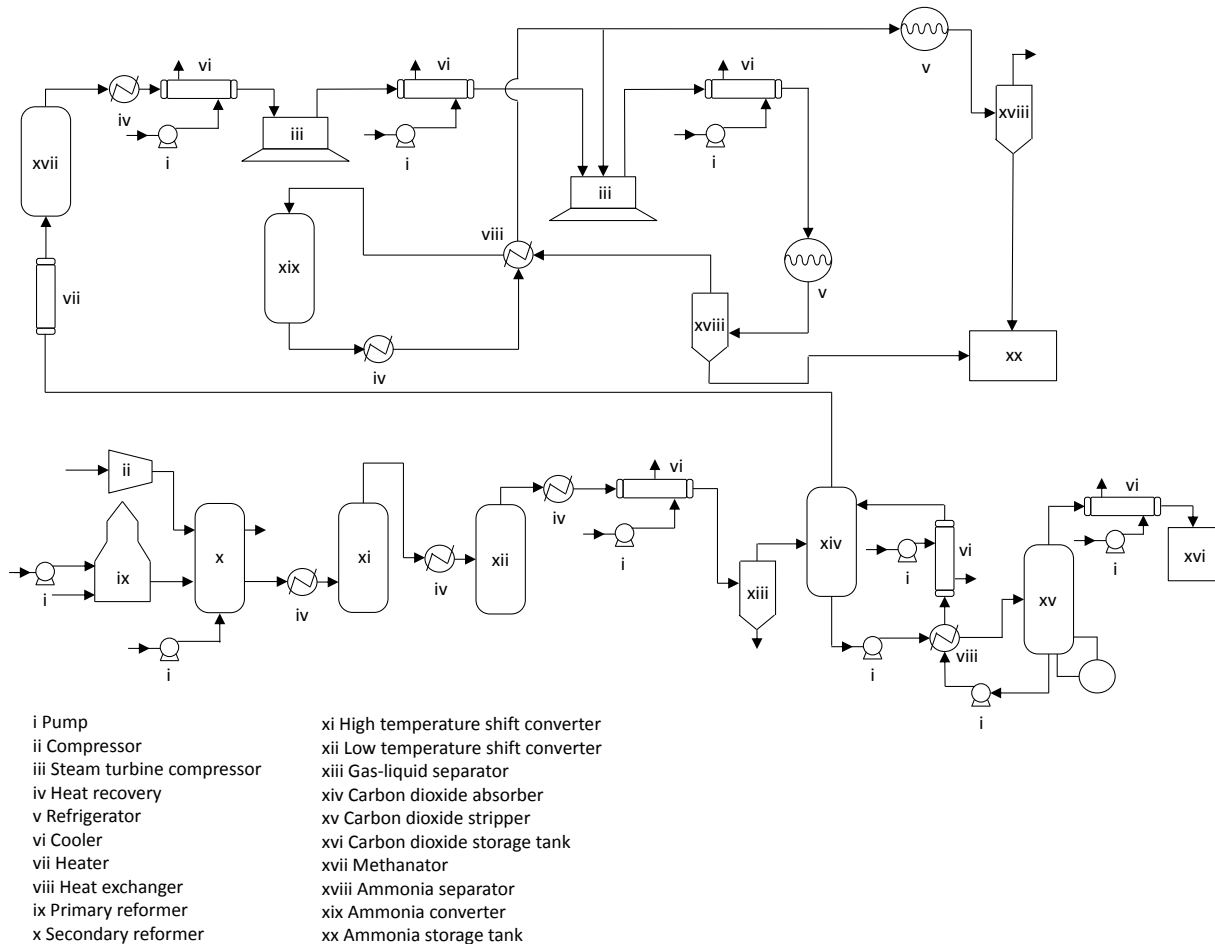 v
vi
vi
vi
xviii
iv
i
iii
i
i
xvii
iii
viii
xix
vii
v
xviii
xx
iv
ii
vi
vi
iv
xi
x
xii
xiv
vi
xvi
ix
i
iv
iv
i
xiii
i
xv
i
i
viii
i
i
i Pump
ii Compressor
iii Steam turbine compressor
iv Heat recovery
v Refrigerator
vi Cooler
vii Heater
viii Heat exchanger
ix Primary reformer
x Secondary reformer
xi High temperature shift converter
xii Low temperature shift converter
xiii Gas-liquid separator
xiv Carbon dioxide absorber
xv Carbon dioxide stripper
xvi Carbon dioxide storage tank
xvii Methanator
xviii Ammonia separator
xix Ammonia converter
xx Ammonia storage tank